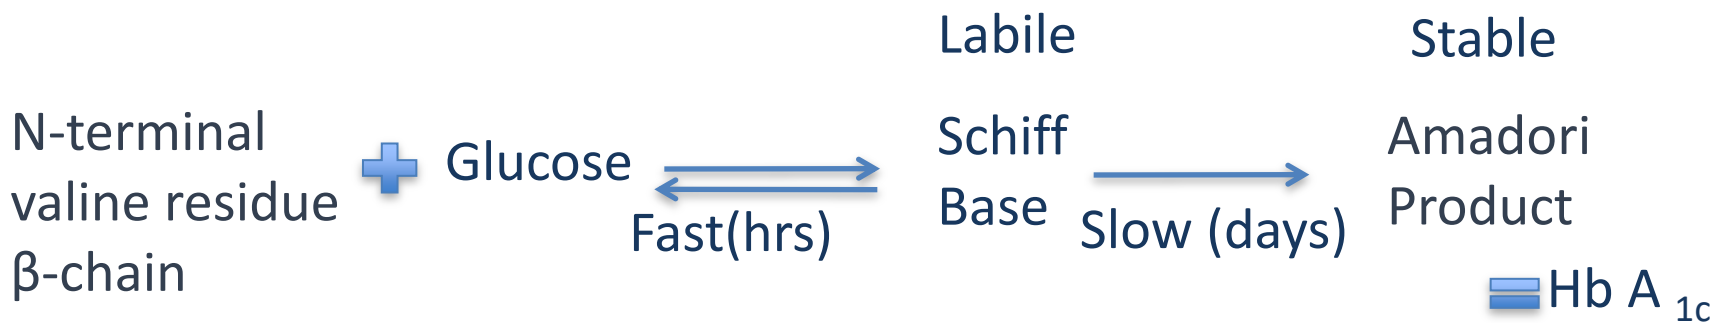 Labile
Stable
N-terminal
valine residue
β-chain
Glucose
Fast(hrs)
Schiff
Base
Slow (days)
Amadori
Product
Hb A 1c